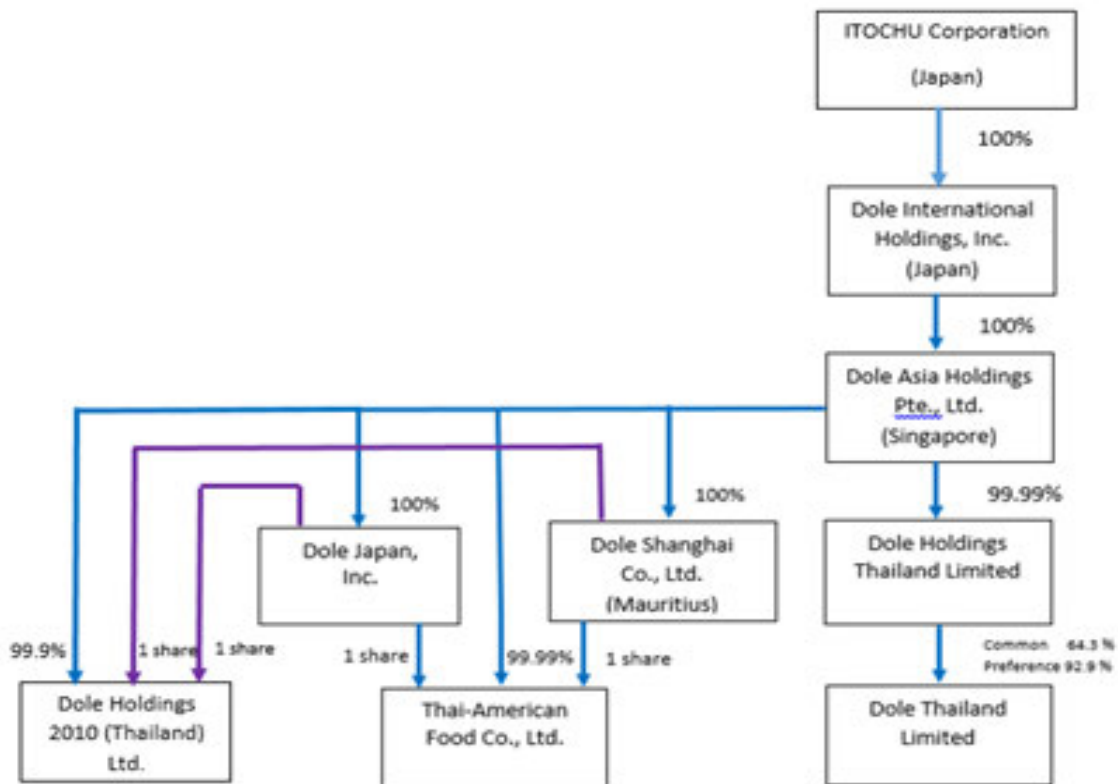 ITOCHU Corporation
(Japan)
100%
Dole International
Holdings, Inc.
(Japan)
100%
Dole Asia Holdings
Pte., Ltd.
(Singapore)
99.99%
100%
100%
Dole Japan,
Inc.
Dole Shanghai
Co., Ltd.
(Mauritius)
Dole Holdings
Thailand Limited
99.9%
1 share
1 share
1 share
99.99%
1 share
Common 64.3 %
Preference 92.9 %
Dole Holdings
2010 (Thailand)
Ltd.
Thai-American
Food Co., Ltd.
Dole Thailand
Limited